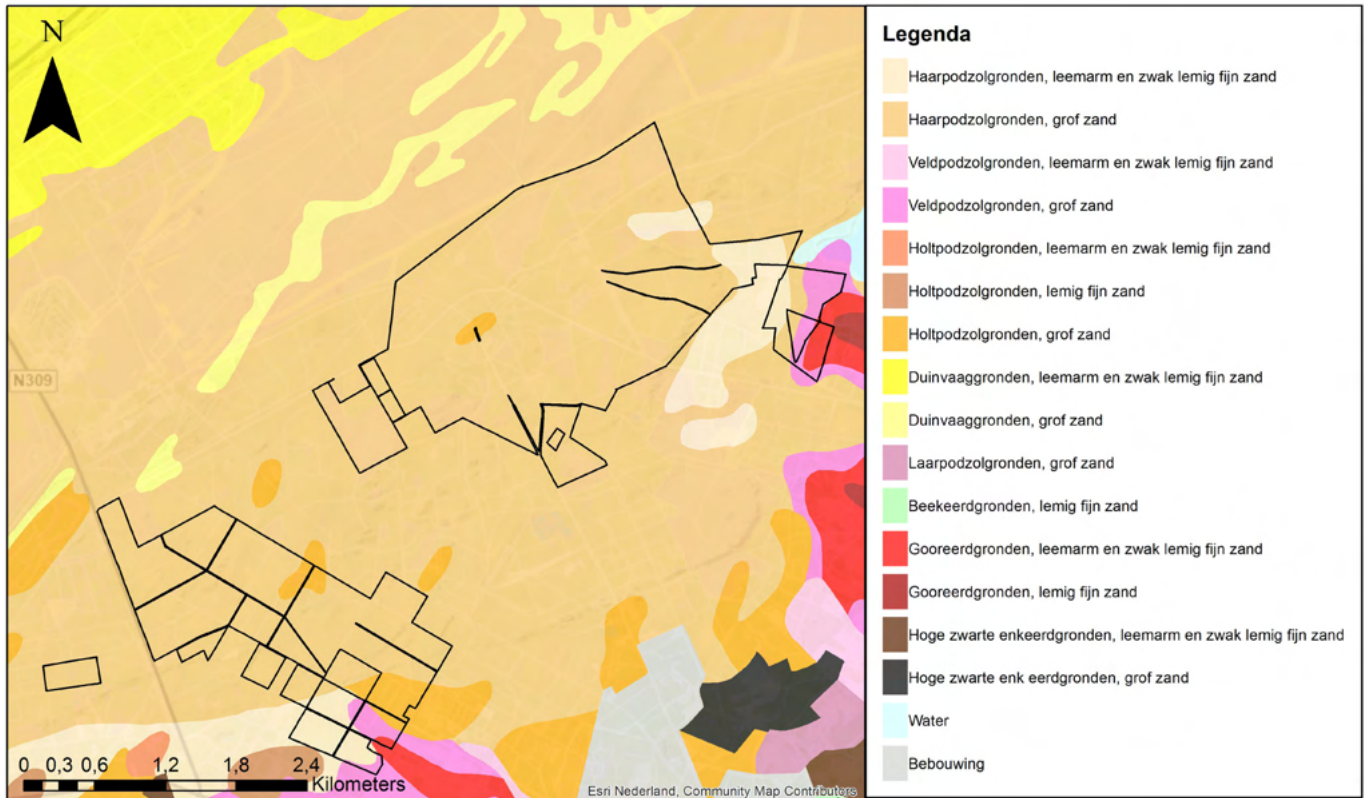 N
N309
0 0,3 0,6 1,2 1,8 2,4
Kilometers
Esri Nederland, Community Map Contributors
Legenda
Haarpodzolgronden, leemarm en zwak lemig fijn zand
Haarpodzolgronden, grof zand
Veldpodzolgronden, leemarm en zwak lemig fijn zand
Veldpodzolgronden, grof zand
Holtpodzolgronden, leemarm en zwak lemig fijn zand
Holtpodzolgronden, lemig fijn zand
Holtpodzolgronden, grof zand
Duinvaaggronden, leemarm en zwak lemig fijn zand
Duinvaaggronden, grof zand
Laarpodzolgronden, grof zand
Beekeerdgronden, lemig fijn zand
Gooreerdgronden, leemarm en zwak lemig fijn zand
Gooreerdgronden, lemig fijn zand
Hoge zwarte enkeerdgronden, leemarm en zwak lemig fijn zand
Hoge zwarte enk eerdgronden, grof zand
Water
Bebouwing